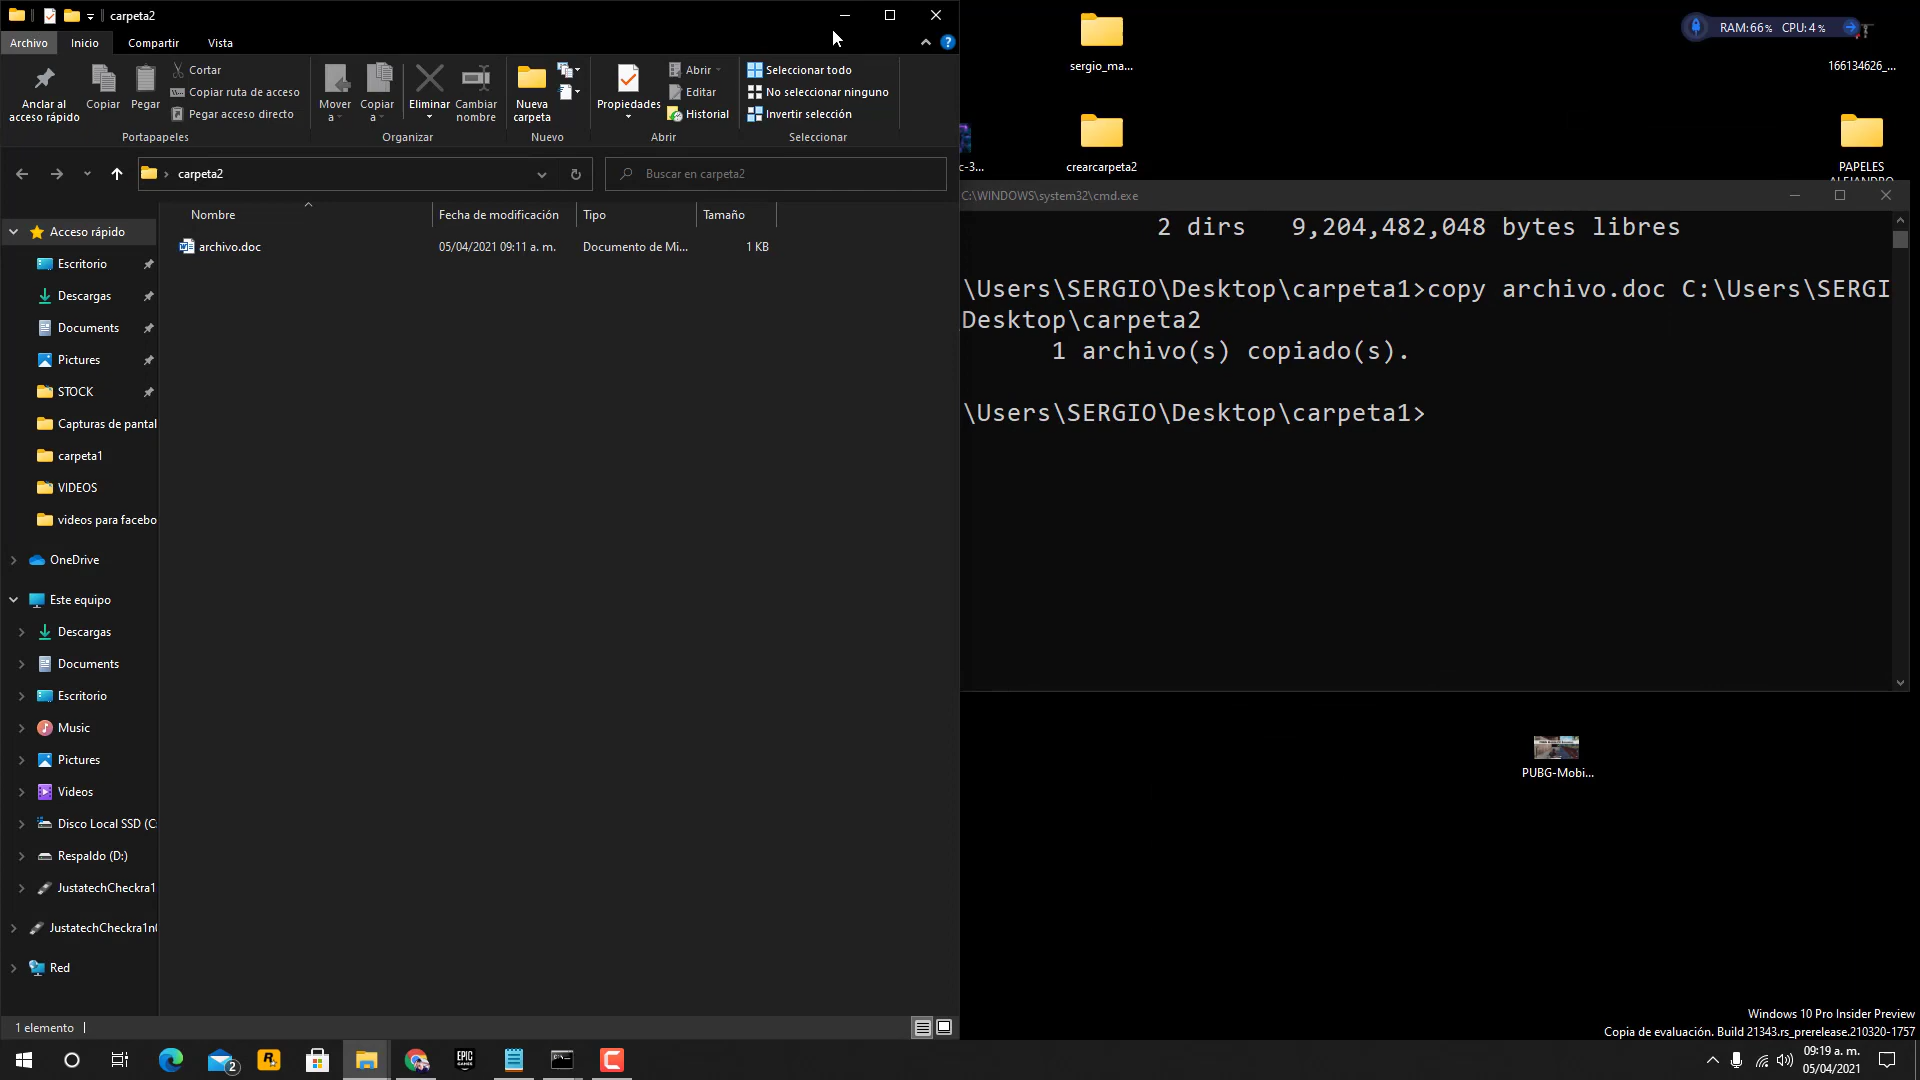 carpeta2
Archivo
Inicio
Compartir
Vista
Anclar al
acceso rápido
Copiar
Pegar
Cortar
Copiar ruta de acceso
Pegar acceso directo
Portapapeles
Mover
a
Copiar
a
Eliminar
Cambiar
nombre
Organizar
Nueva
carpeta
Nuevo
Propiedades
Abrir
Editar
Historial
Abrir
Seleccionar todo
No seleccionar ninguno
Invertir selección
Seleccionar
carpeta2
Buscar en carpeta2
Nombre
Fecha de modificación
Tipo
Tamaño
archivo.doc
05/04/2021 09:11 a. m.
Documento de Mi...
1 KB
Acceso rápido
Escritorio
Descargas
Documents
Pictures
STOCK
Capturas de pantal
carpeta1
VIDEOS
videos para facebo
OneDrive
Este equipo
Descargas
Documents
Escritorio
Music
Pictures
Videos
Disco Local SSD (C:
Respaldo (D:)
JustatechCheckra1
JustatechCheckra1n(
Red
1 elemento
sergio_ma...
crearcarpeta2
c-3...
RAM:66% CPU: 4%
166134626_...
PAPELES
ALEJANDRO
C:\WINDOWS\system32\cmd.exe
2 dirs 9,204,482,048 bytes libres
\Users\SERGIO\Desktop\carpeta1>copy archivo.doc C:\Users\SERGI
Desktop\carpeta2
1 archivo(s) copiado(s).
\Users\SERGIO\Desktop\carpeta1>
PUBG-Mobi...
Windows 10 Pro Insider Preview
Copia de evaluación. Build 21343.rs_prerelease.210320-1757
2
R
EPIC
GAMES
09:19 a. m.
05/04/2021